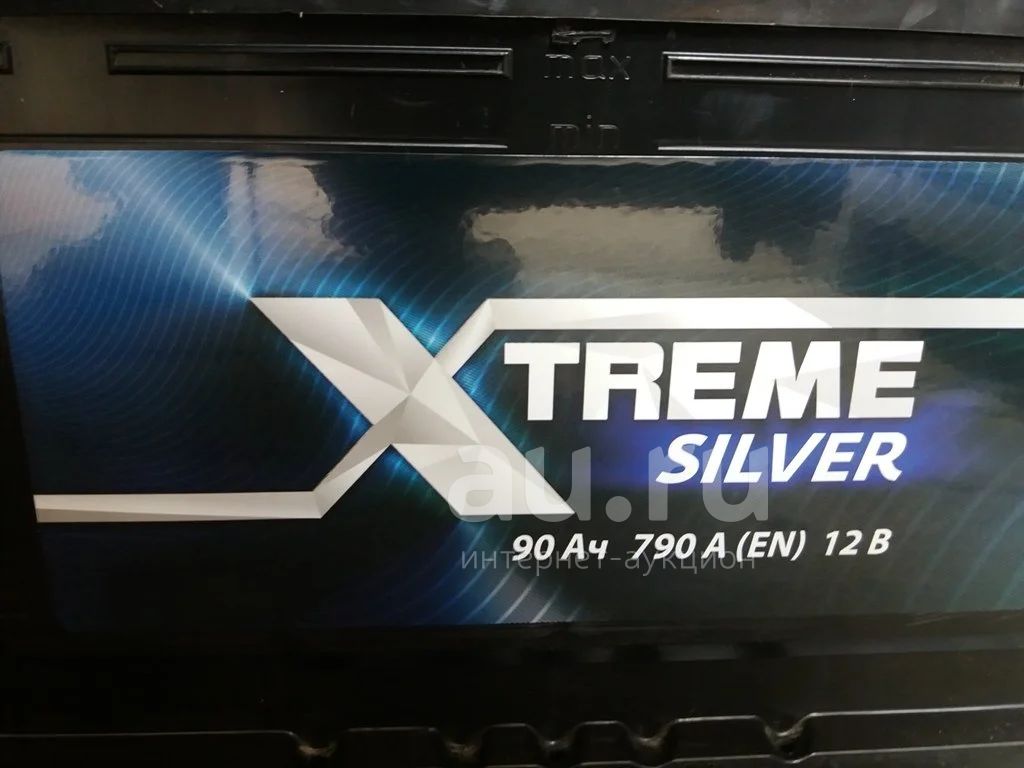 max
min
XTREME
SILVER
au.ru
90 Ач 790 А (EN) 12 В
интернет-аукцион